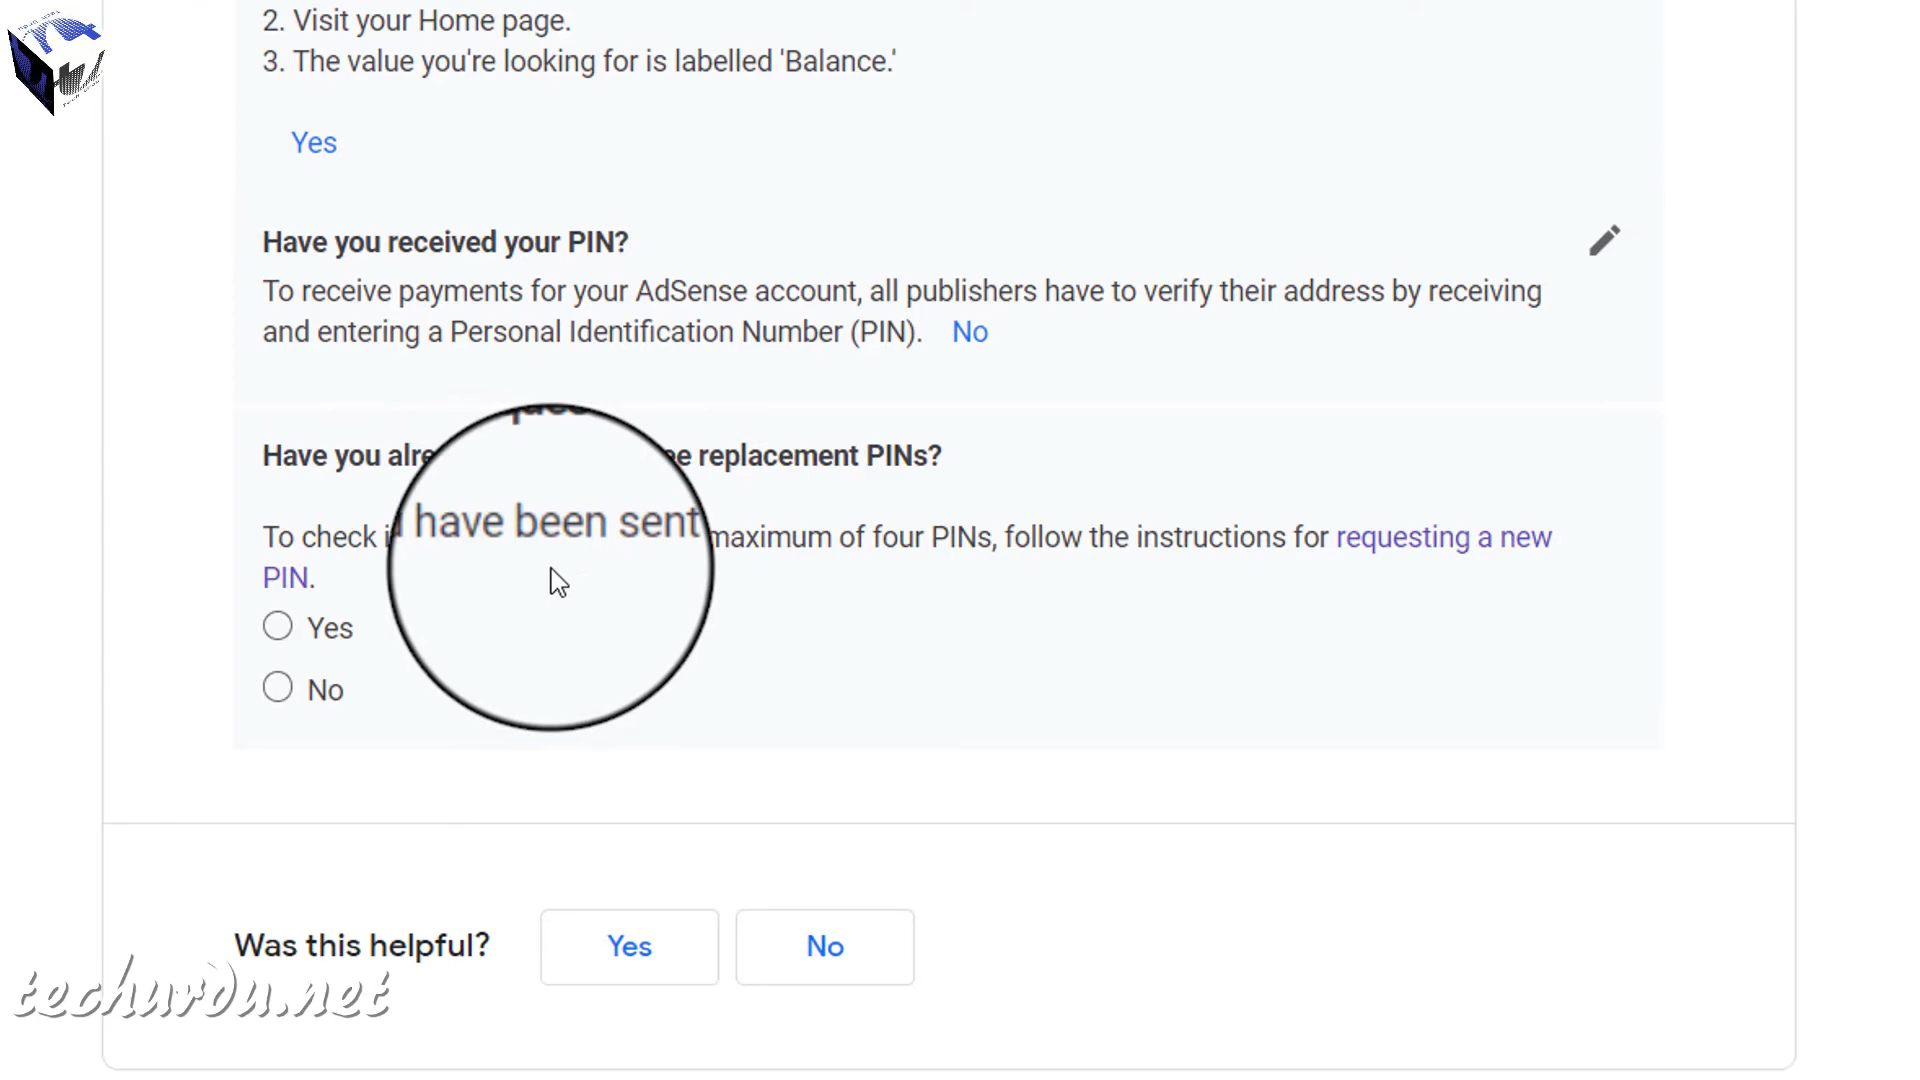 2. Visit your Home page.
3. The value you're looking for is labelled 'Balance.'
Yes
Have you received your PIN?
To receive payments for your AdSense account, all publishers have to verify their address by receiving
and entering a Personal Identification Number (PIN). No
Have you replacement PINs?
To check have been sent maximum of four PINs, follow the instructions for requesting a new
PIN.
Yes
No
Was this helpful? Yes No
techurdu.net